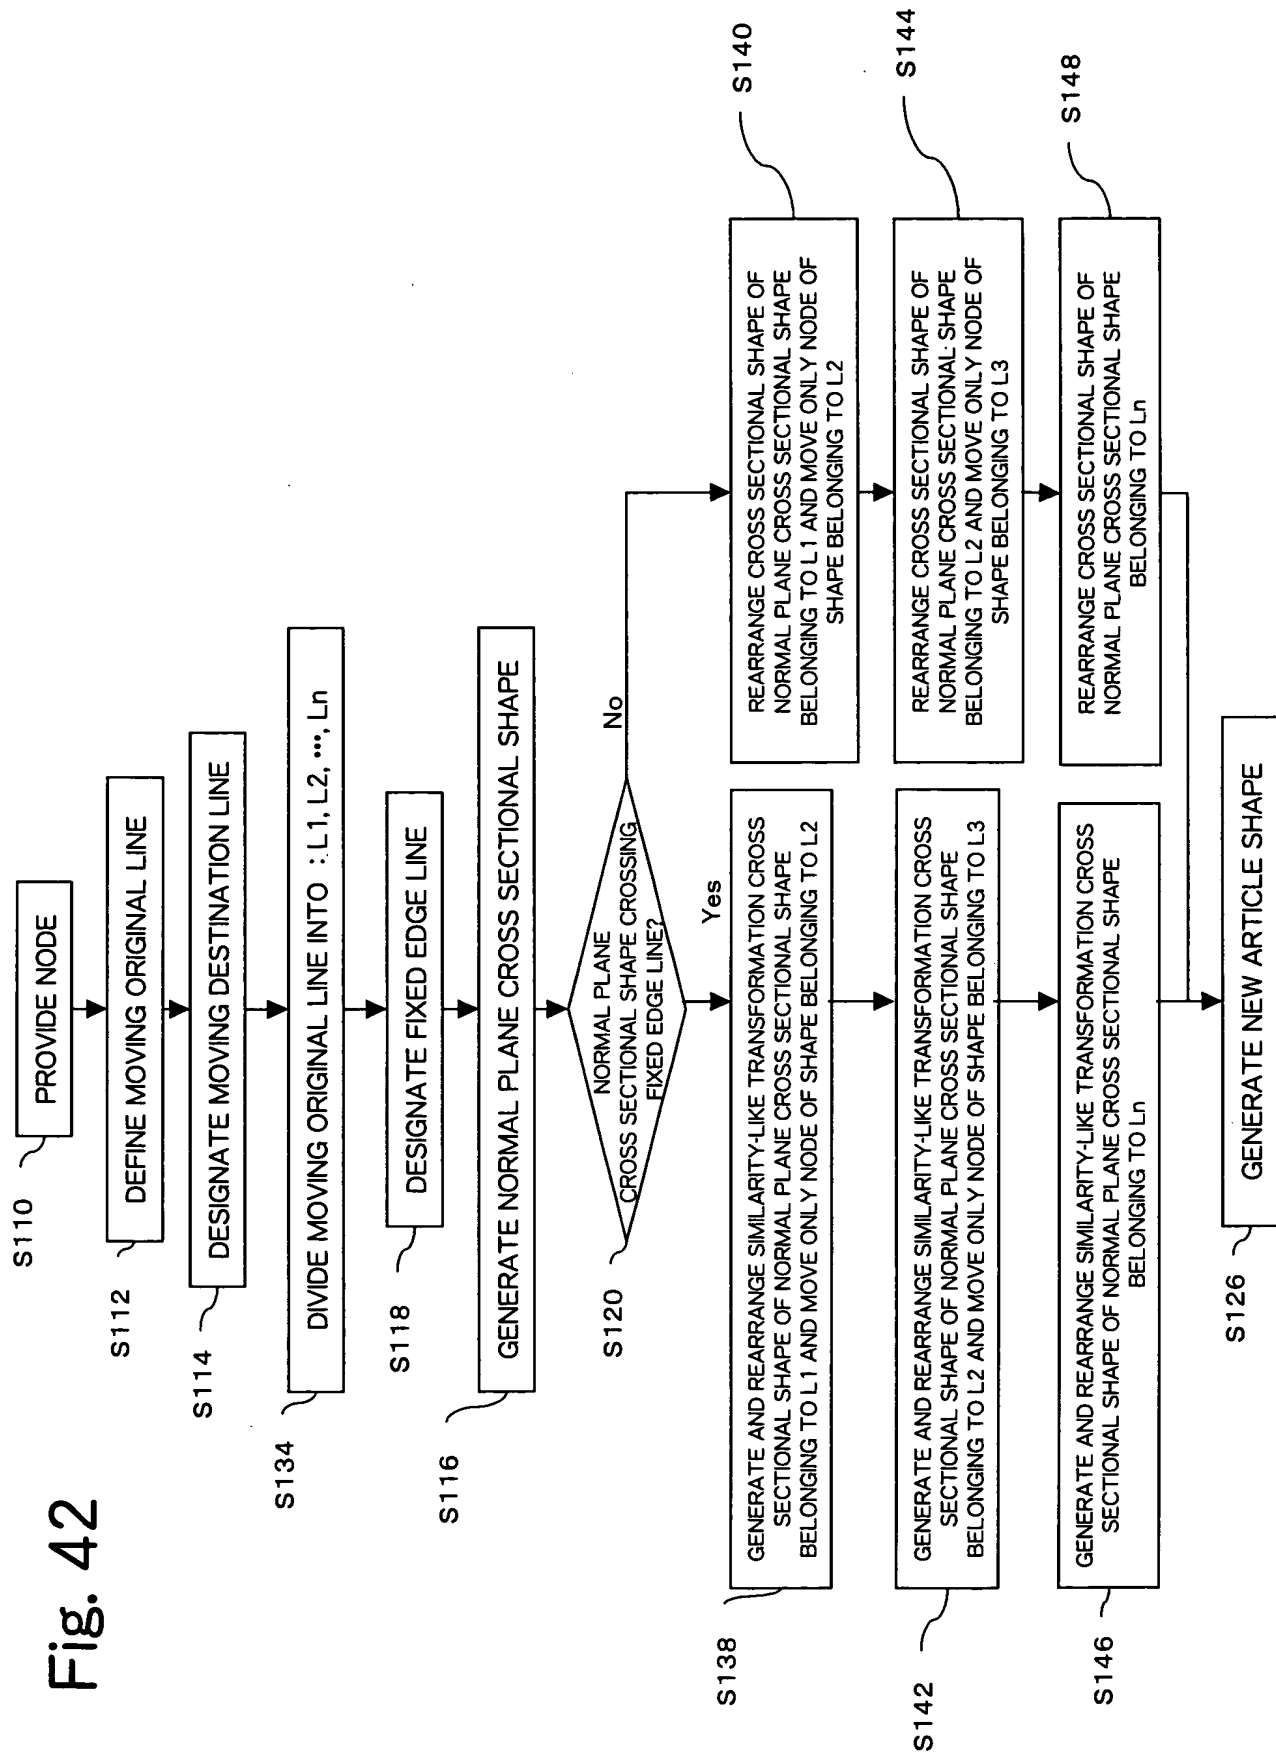 Fig. 42
S110
PROVIDE NODE
S112
DEFINE MOVING ORIGINAL LINE
S114
DESIGNATE MOVING DESTINATION LINE
S134
DIVIDE MOVING ORIGINAL LINE INTO : L1, L2, •••, Ln
S118
DESIGNATE FIXED EDGE LINE
S116
GENERATE NORMAL PLANE CROSS SECTIONAL SHAPE
S120
NORMAL PLANE
CROSS SECTIONAL SHAPE CROSSING
FIXED EDGE LINE?
No
Yes
S138
GENERATE AND REARRANGE SIMILARITY-LIKE TRANSFORMATION CROSS
SECTIONAL SHAPE OF NORMAL PLANE CROSS SECTIONAL SHAPE
BELONGING TO L1 AND MOVE ONLY NODE OF SHAPE BELONGING TO L2
S140
REARRANGE CROSS SECTIONAL SHAPE OF
NORMAL PLANE CROSS SECTIONAL SHAPE
BELONGING TO L1 AND MOVE ONLY NODE OF
SHAPE BELONGING TO L2
S142
GENERATE AND REARRANGE SIMILARITY-LIKE TRANSFORMATION CROSS
SECTIONAL SHAPE OF NORMAL PLANE CROSS SECTIONAL SHAPE
BELONGING TO L2 AND MOVE ONLY NODE OF SHAPE BELONGING TO L3
S144
REARRANGE CROSS SECTIONAL SHAPE OF
NORMAL PLANE CROSS SECTIONAL SHAPE
BELONGING TO L2 AND MOVE ONLY NODE OF
SHAPE BELONGING TO L3
S146
GENERATE AND REARRANGE SIMILARITY-LIKE TRANSFORMATION CROSS
SECTIONAL SHAPE OF NORMAL PLANE CROSS SECTIONAL SHAPE
BELONGING TO Ln
S148
REARRANGE CROSS SECTIONAL SHAPE OF
NORMAL PLANE CROSS SECTIONAL SHAPE
BELONGING TO Ln
S126
GENERATE NEW ARTICLE SHAPE